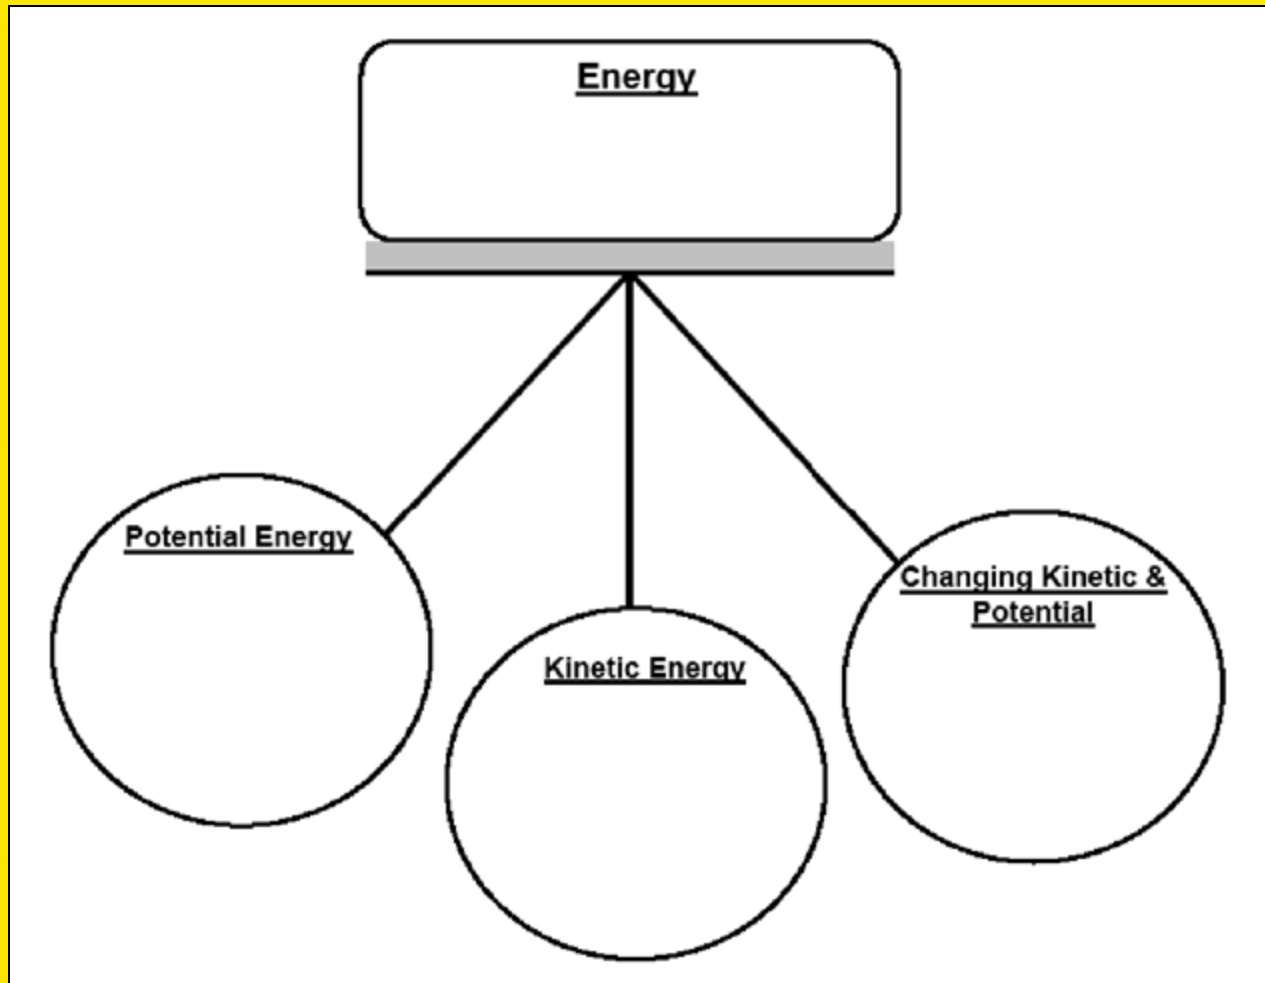 Energy
Potential Energy
Kinetic Energy
Changing Kinetic &
Potential